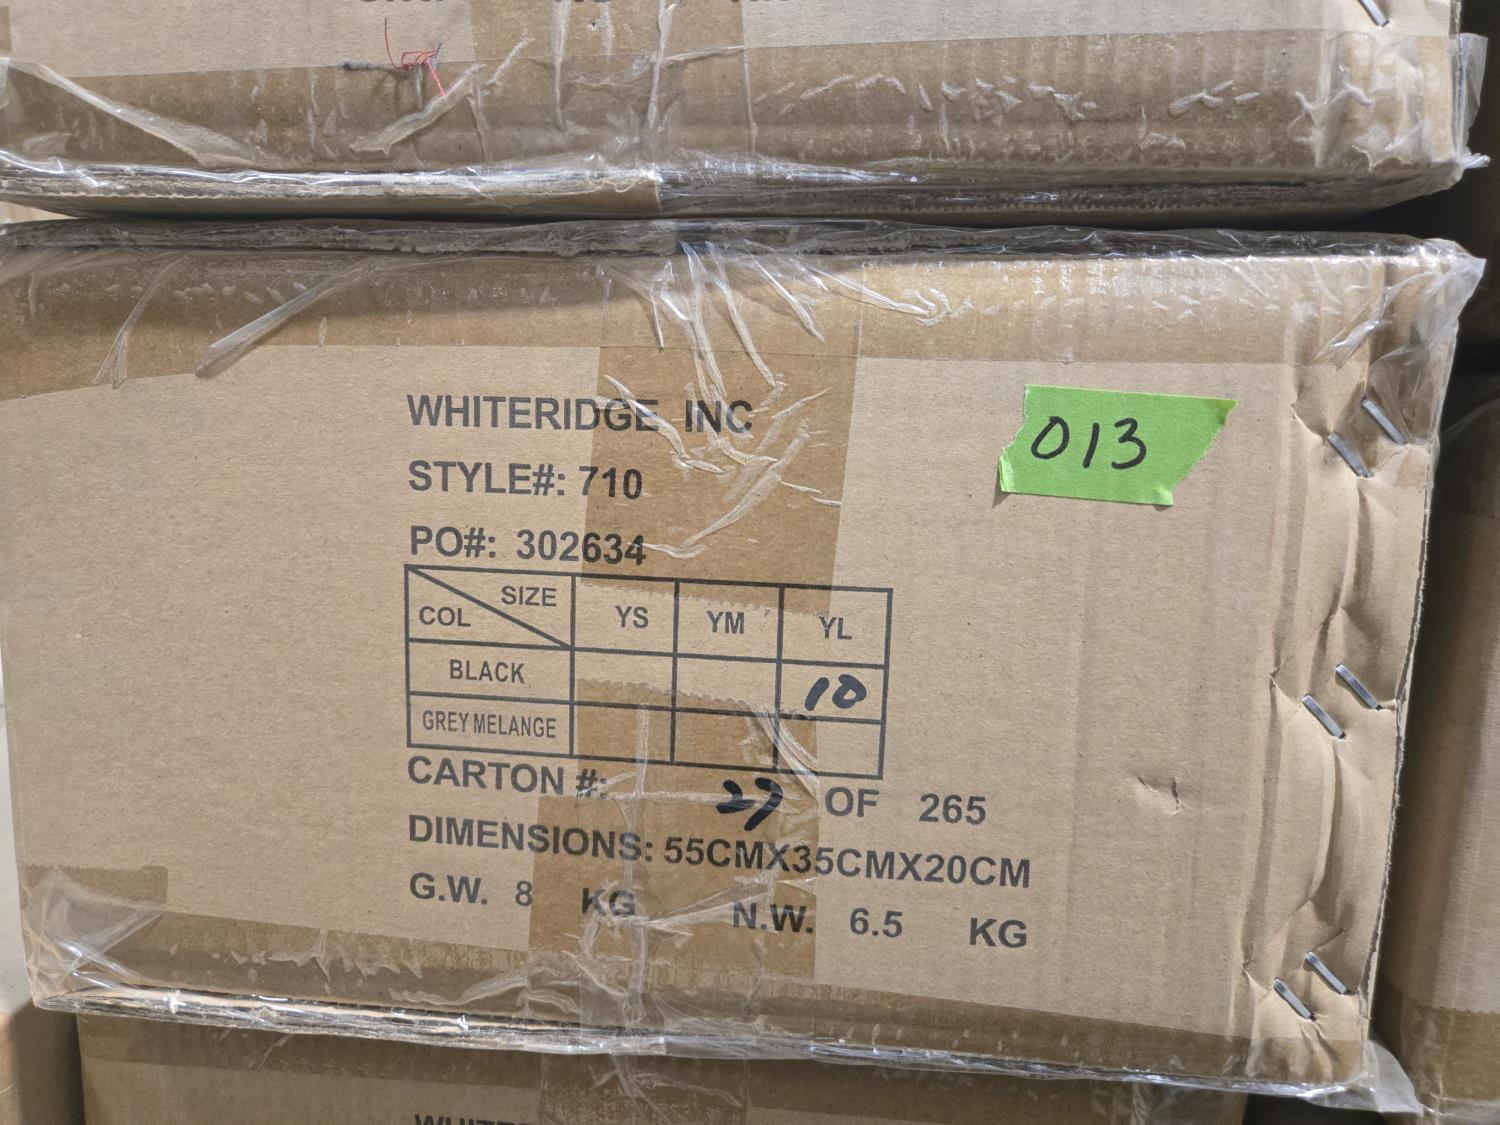 WHITERIDGE INC
013
STYLE#: 710
PO#: 302634
SIZE
COL YS YM YL
BLACK 10
GREY MELANGE
CARTON #: 27 OF 265
DIMENSIONS: 55CMX35CMX20CM
G.W. 8 KG N.W. 6.5 KG